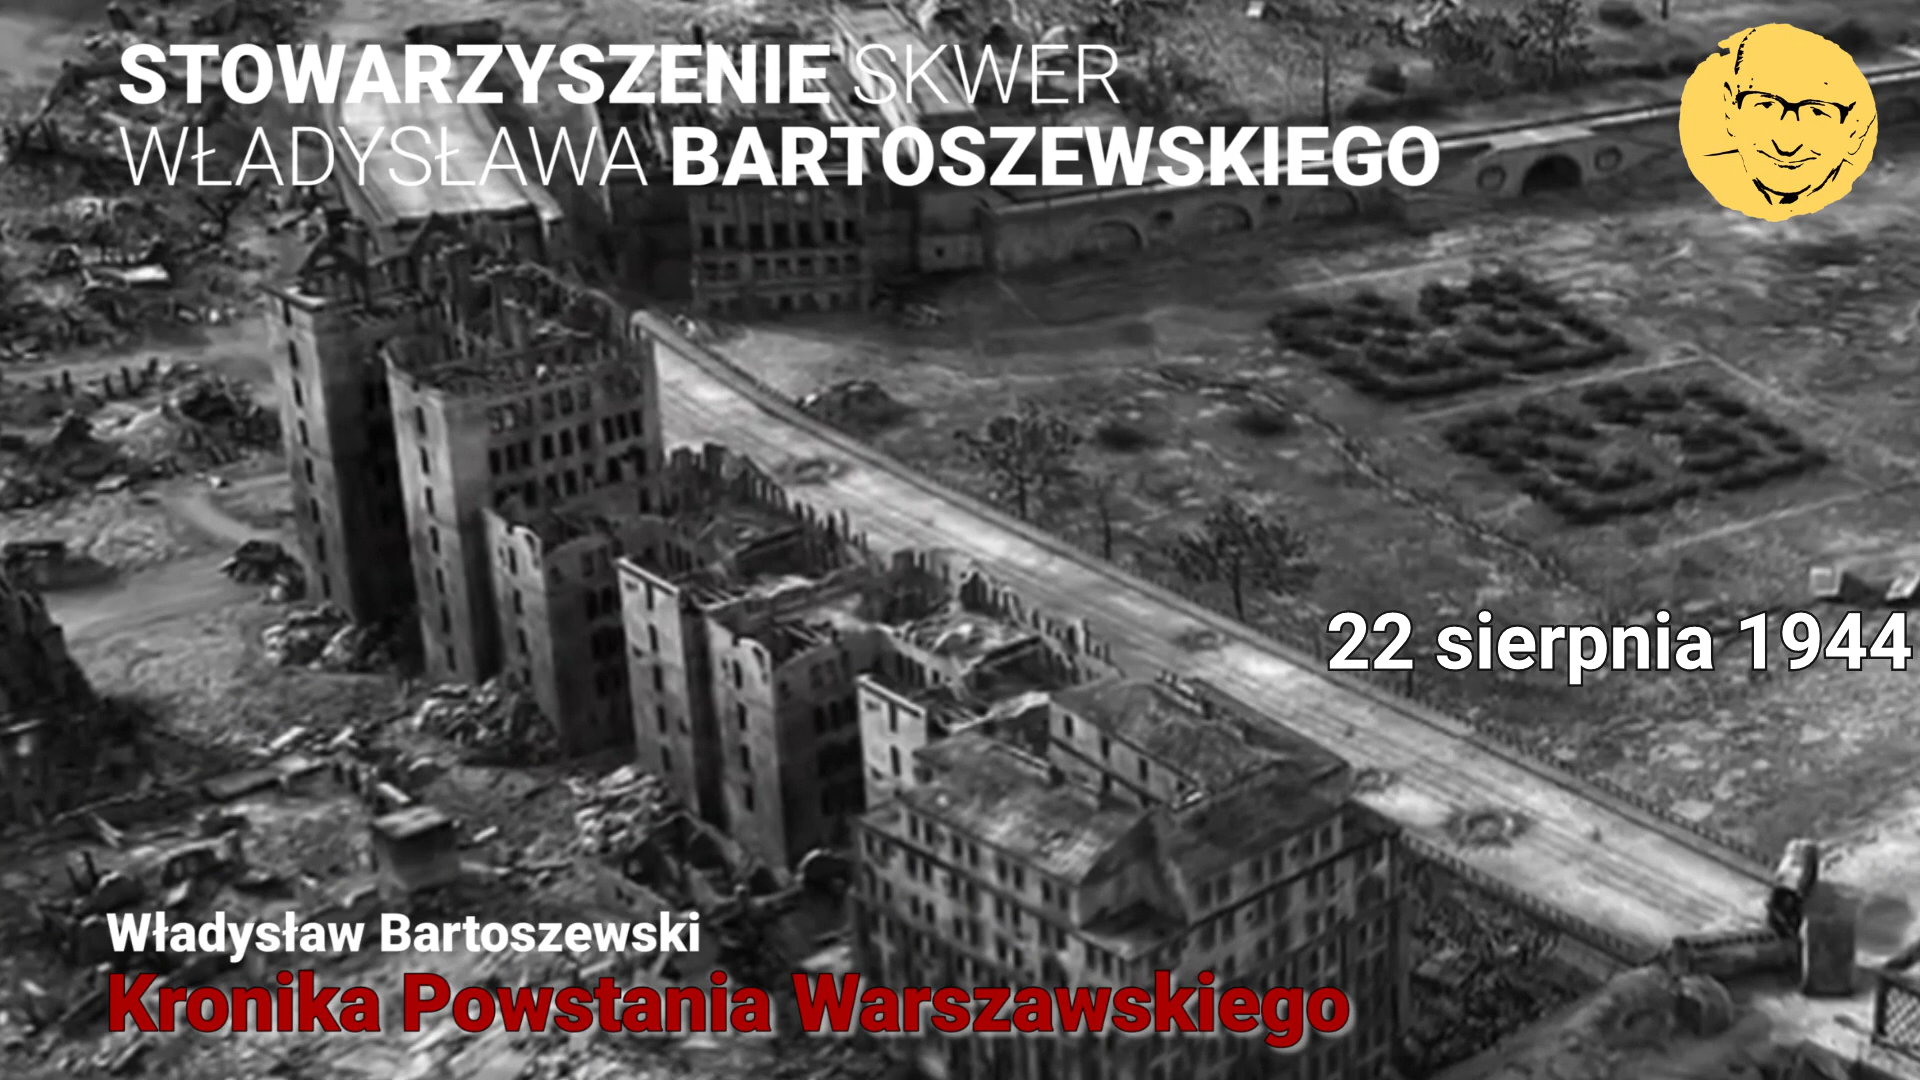 STOWARZYSZENIE SKWER
WŁADYSŁAWA BARTOSZEWSKIEGO
22 sierpnia 1944
Władysław Bartoszewski
Kronika Powstania Warszawskiego